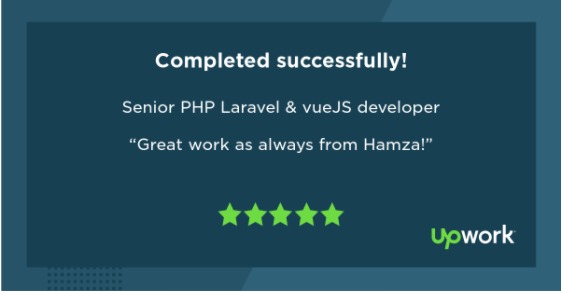 Completed successfully!
Senior PHP Laravel & vueJS developer
“Great work as always from Hamza!”
upwork